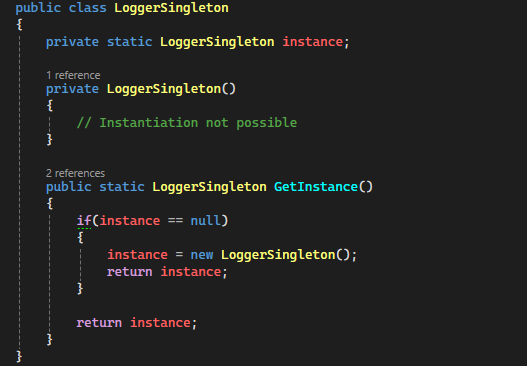 public class LoggerSingleton
{
private static LoggerSingleton instance;
1 reference
private LoggerSingleton()
{
// Instantiation not possible
}
2 references
public static LoggerSingleton GetInstance()
{
if(instance == null)
{
instance = new LoggerSingleton();
return instance;
}
return instance;
}
}